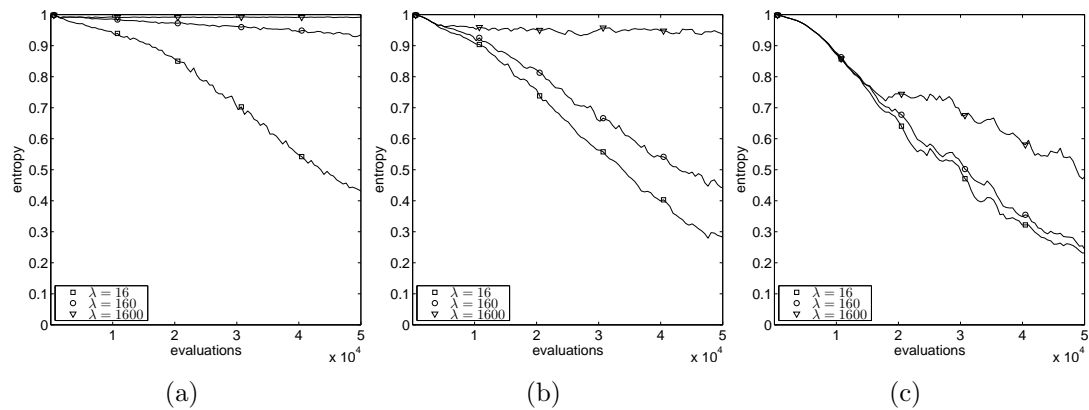 1
0.9
0.8
0.7
0.6
0.5
0.4
0.3
0.2
0.1
0
entropy
λ = 16
λ = 160
λ = 1600
1 2 3 4 5
evaluations
x 10^4
(a)
1
0.9
0.8
0.7
0.6
0.5
0.4
0.3
0.2
0.1
0
entropy
λ = 16
λ = 160
λ = 1600
1 2 3 4 5
evaluations
x 10^4
(b)
1
0.9
0.8
0.7
0.6
0.5
0.4
0.3
0.2
0.1
0
entropy
λ = 16
λ = 160
λ = 1600
1 2 3 4 5
evaluations
x 10^4
(c)